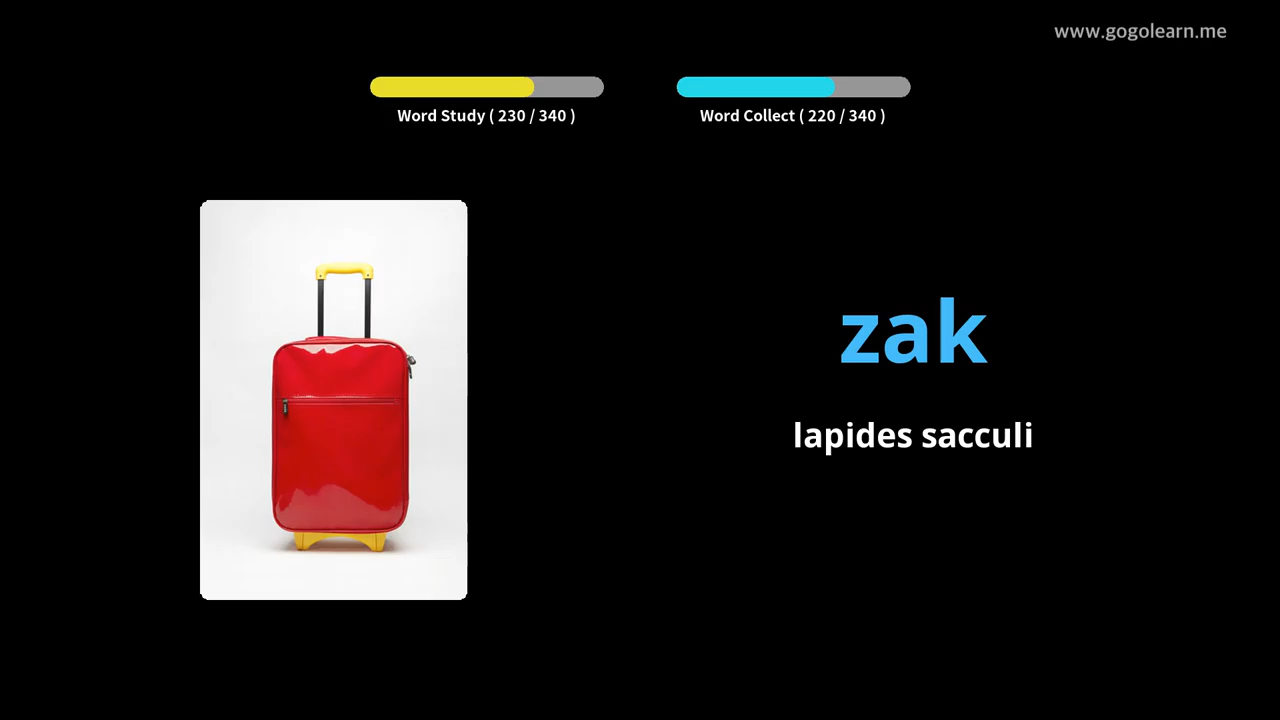 www.gogolearn.me
Word Study ( 230 / 340 )
Word Collect ( 220 / 340 )
zak
lapides sacculi